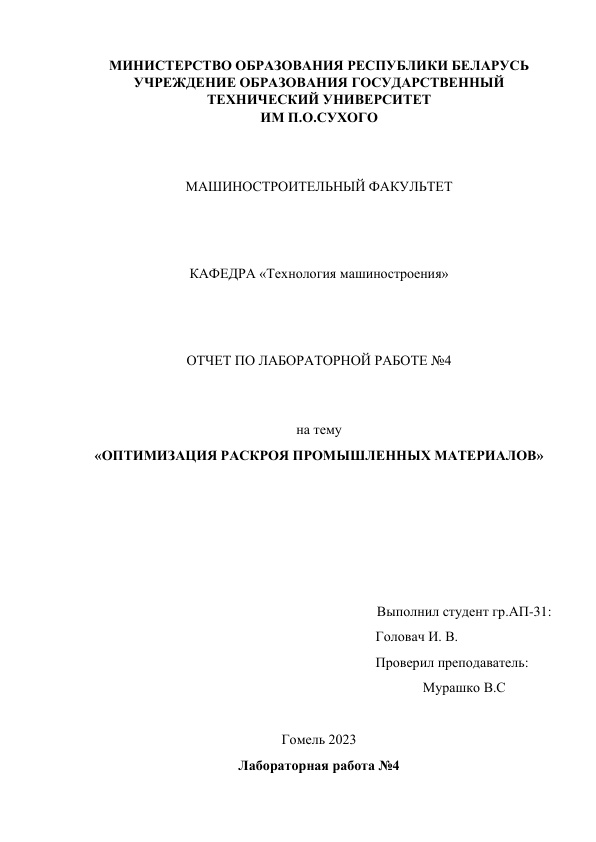 МИНИСТЕРСТВО ОБРАЗОВАНИЯ РЕСПУБЛИКИ БЕЛАРУСЬ
УЧРЕЖДЕНИЕ ОБРАЗОВАНИЯ ГОСУДАРСТВЕННЫЙ
ТЕХНИЧЕСКИЙ УНИВЕРСИТЕТ
ИМ П.О.СУХОГО
МАШИНОСТРОИТЕЛЬНЫЙ ФАКУЛЬТЕТ
КАФЕДРА «Технология машиностроения»
ОТЧЕТ ПО ЛАБОРАТОРНОЙ РАБОТЕ №4
на тему
«ОПТИМИЗАЦИЯ РАСКРОЯ ПРОМЫШЛЕННЫХ МАТЕРИАЛОВ»
Выполнил студент гр.АП-31:
Головач И. В.
Проверил преподаватель:
Мурашко В.С
Гомель 2023
Лабораторная работа №4